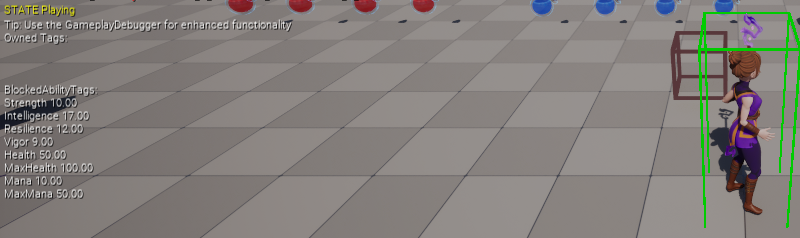 STATE Playing
Tip: Use the GameplayDebugger for enhanced functionality
Owned Tags:
BlockedAbilityTags:
Strength 10.00
Intelligence 17.00
Resilience 12.00
Vigor 9.00
Health 50.00
MaxHealth 100.00
Mana 10.00
MaxMana 50.00